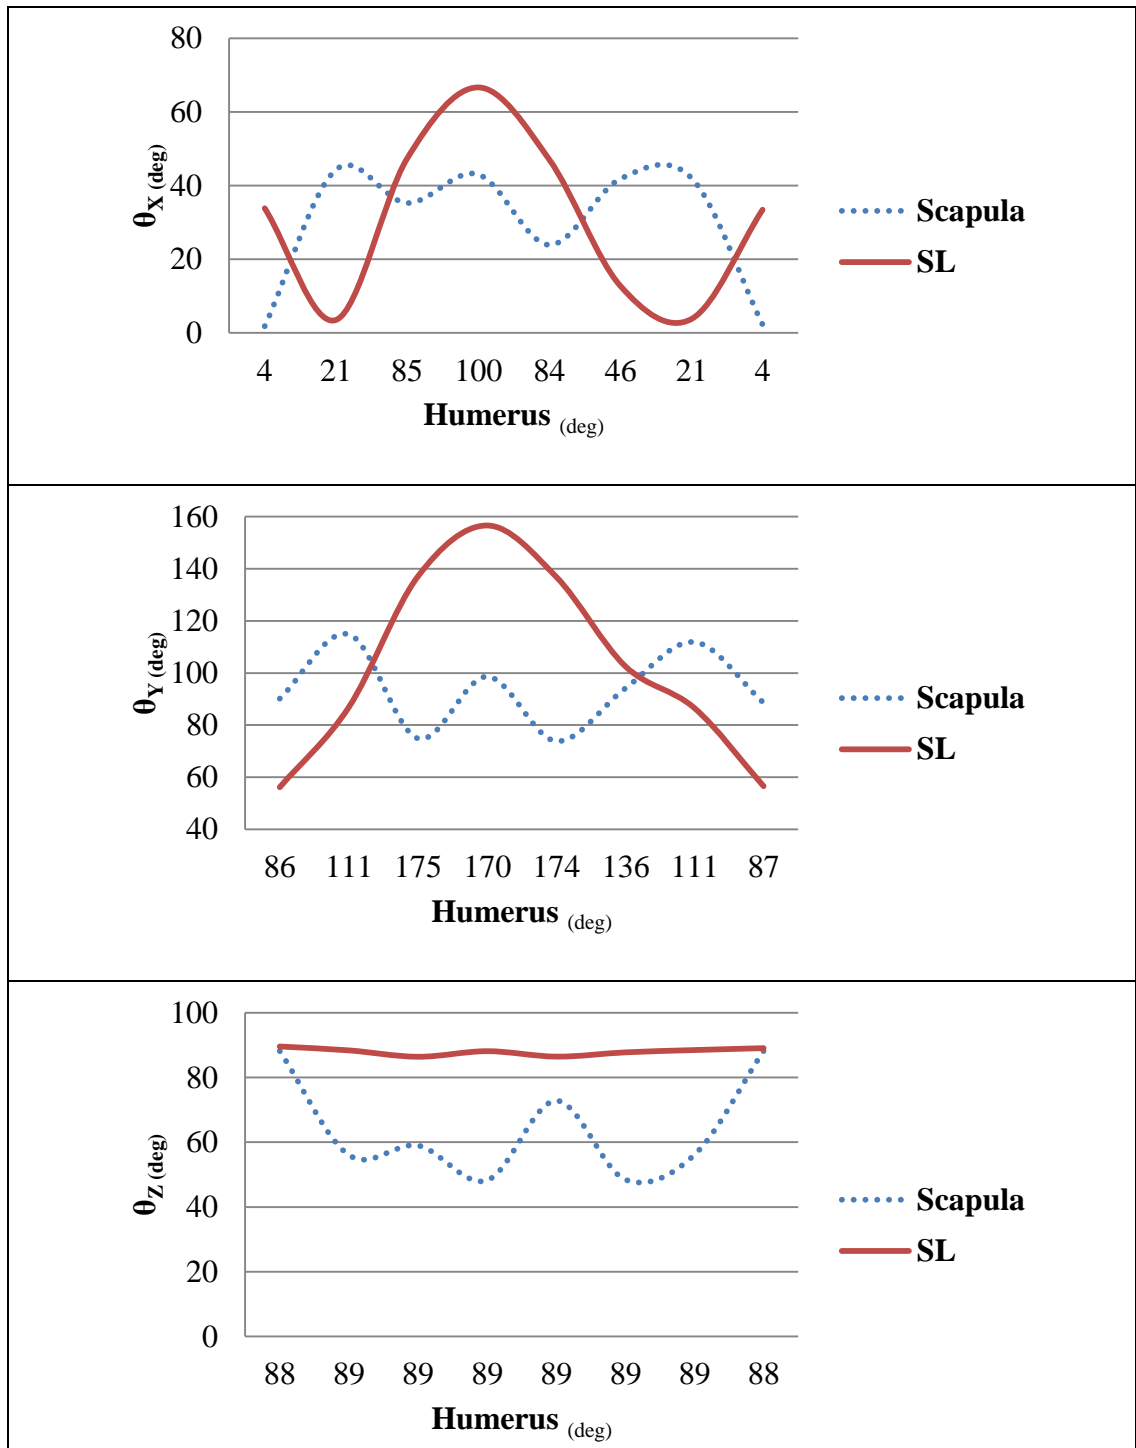 80
60
40
20
0
θX (deg)
4 21 85 100 84 46 21 4
Humerus (deg)
Scapula
SL
160
140
120
100
80
60
40
θY (deg)
86 111 175 170 174 136 111 87
Humerus (deg)
Scapula
SL
100
80
60
40
20
0
θZ (deg)
88 89 89 89 89 89 89 88
Humerus (deg)
Scapula
SL